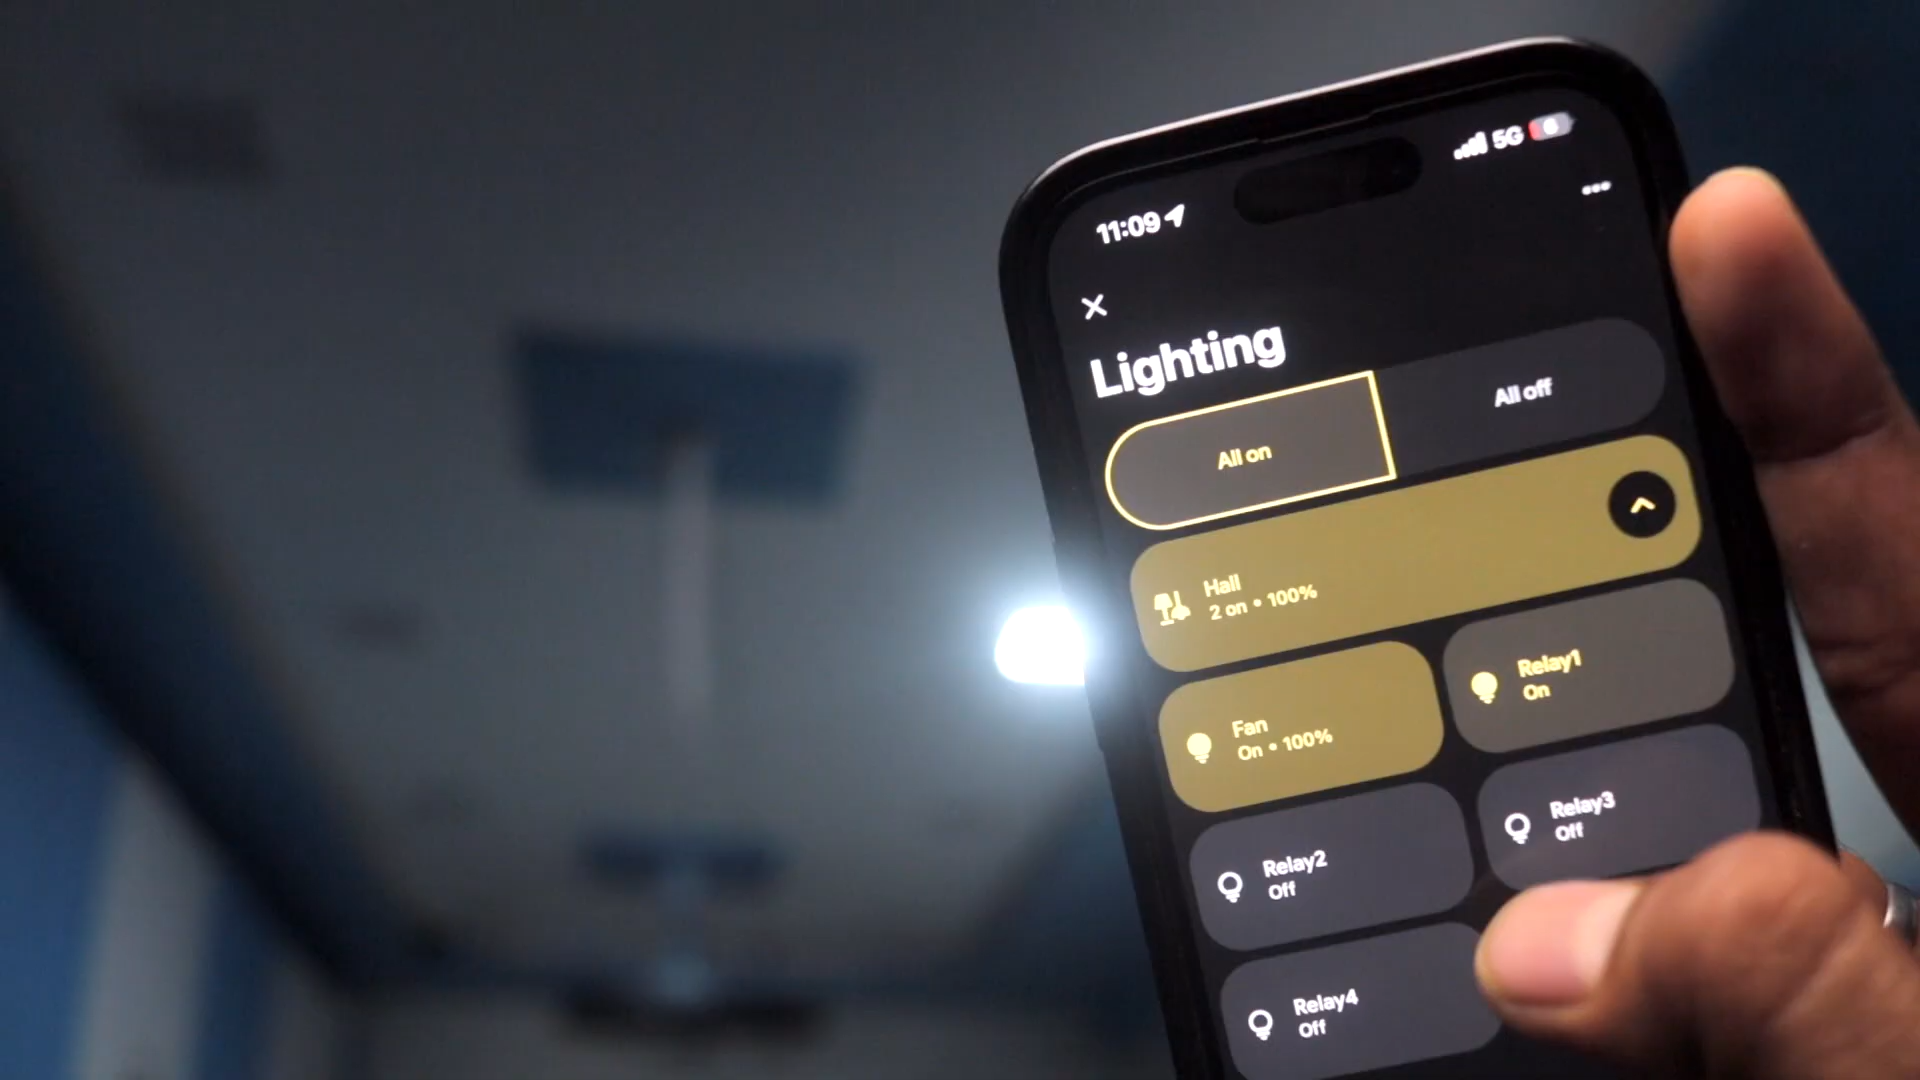 11:09
5G 6
Lighting
All on
All off
Hall
2 on • 100%
Fan
On • 100%
Relay1
On
Relay2
Off
Relay3
Off
Relay4
Off